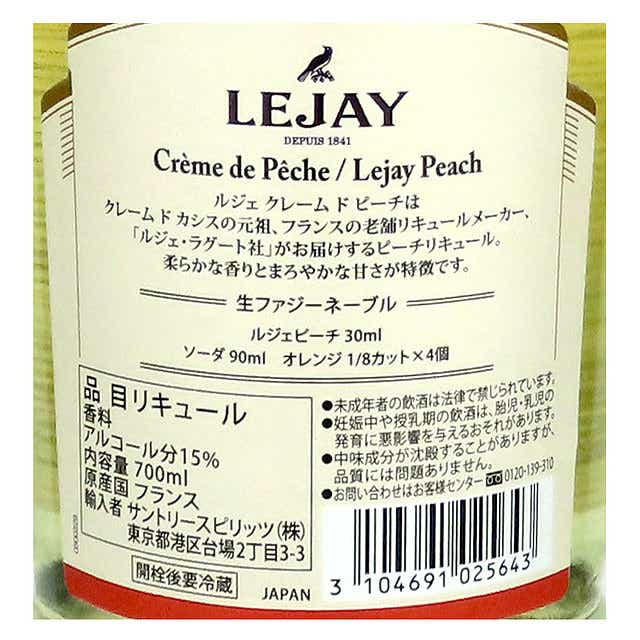 LEJAY
DEPUIS 1841
Crème de Pêche / Lejay Peach
ルジェ クレーム ド ピーチは
クレーム ド カシスの元祖、フランスの老舗リキュールメーカー、
「ルジェ・ラグート社」がお届けするピーチリキュール。
柔らかな香りとまろやかな甘さが特徴です。
生ファジーネーブル
ルジェピーチ 30ml
ソーダ 90ml オレンジ 1/8カット×4個
品 目リキュール
香料
アルコール分15%
内容量 700ml
原産国 フランス
輸入者 サントリースピリッツ(株)
東京都港区台場2丁目3-3
開栓後要冷蔵
●未成年者の飲酒は法律で禁じられています。
●妊娠中や授乳期の飲酒は、胎児・乳児の
発育に悪影響を与えるおそれがあります。
●中味成分が沈殿することがありますが、
品質には問題ありません。
●お問い合わせはお客様センター 0120-139-310
JAPAN
3 104691 025643